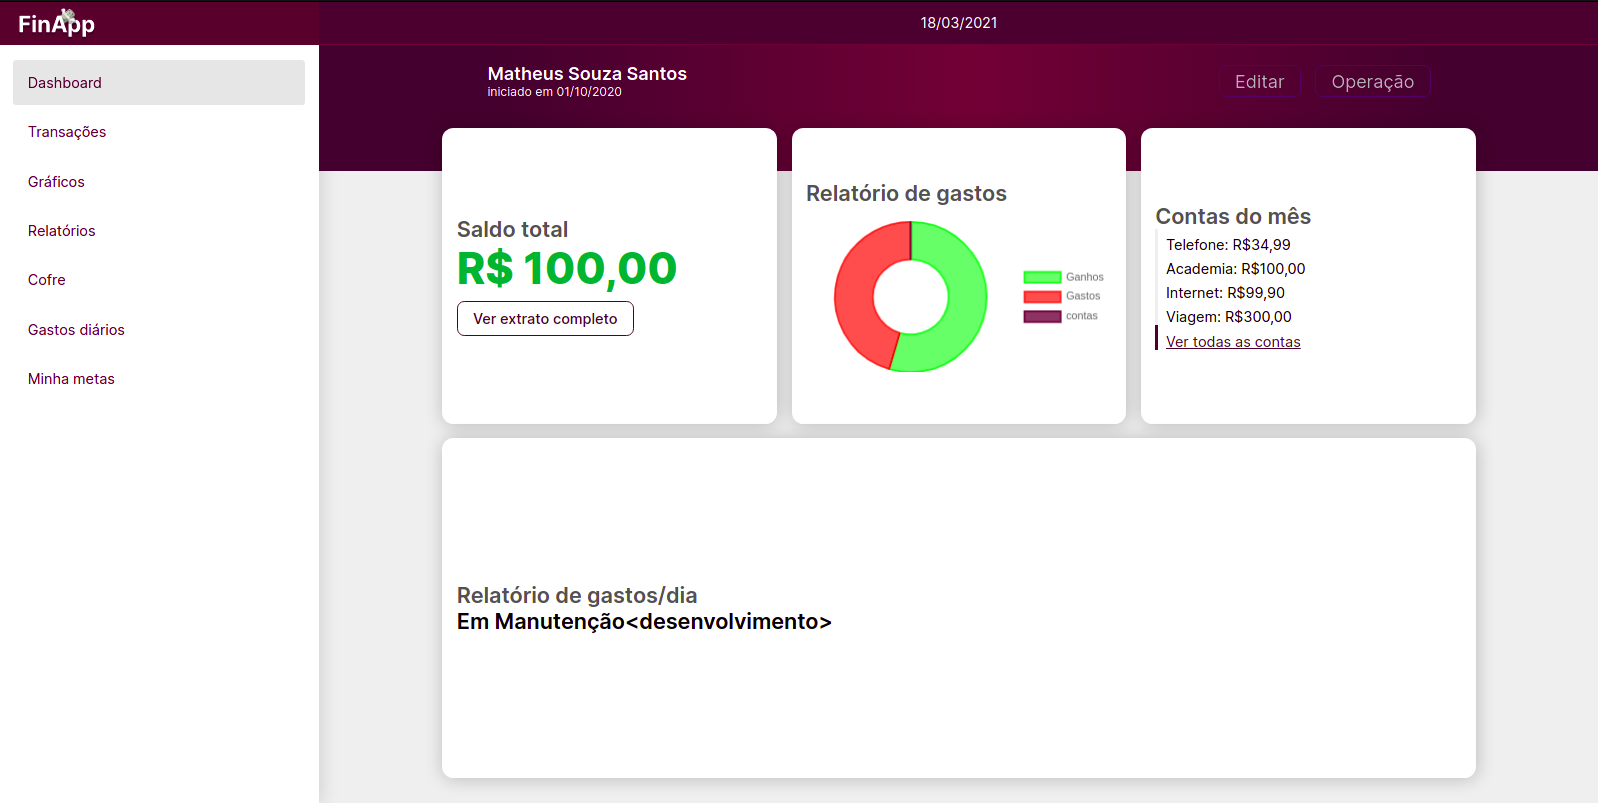 FinApp
18/03/2021
Dashboard
Transações
Gráficos
Relatórios
Cofre
Gastos diários
Minha metas
Matheus Souza Santos
iniciado em 01/10/2020
Editar
Operação
Saldo total
R$ 100,00
Ver extrato completo
Relatório de gastos
Ganhos
Gastos
contas
Contas do mês
Telefone: R$34,99
Academia: R$100,00
Internet: R$99,90
Viagem: R$300,00
Ver todas as contas
Relatório de gastos/dia
Em Manutenção<desenvolvimento>